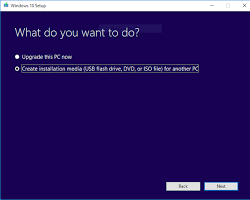 Windows 10 Setup
What do you want to do?
Upgrade this PC now
Create installation media (USB flash drive, DVD, or ISO file) for another PC
Back
Next